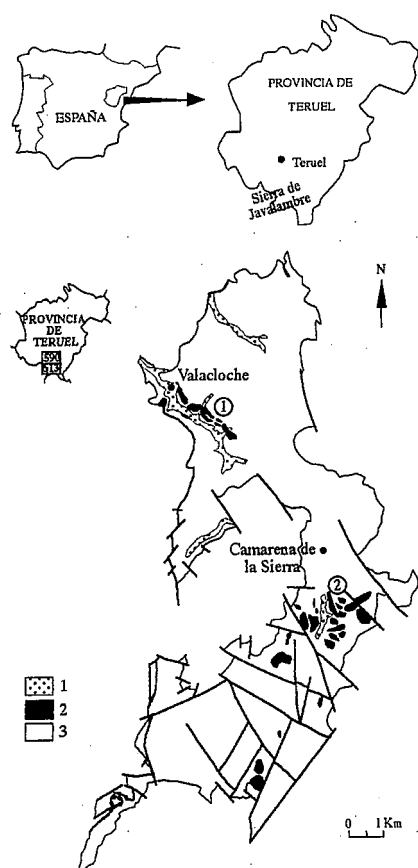 ESPAÑA
PROVINCIA DE
TERUEL
Teruel
Sierra de
Javalambre
N
PROVINCIA
DE
TERUEL
590
613
Valacloche
1
Camarena de
la Sierra
2
1
2
3
0 1 Km